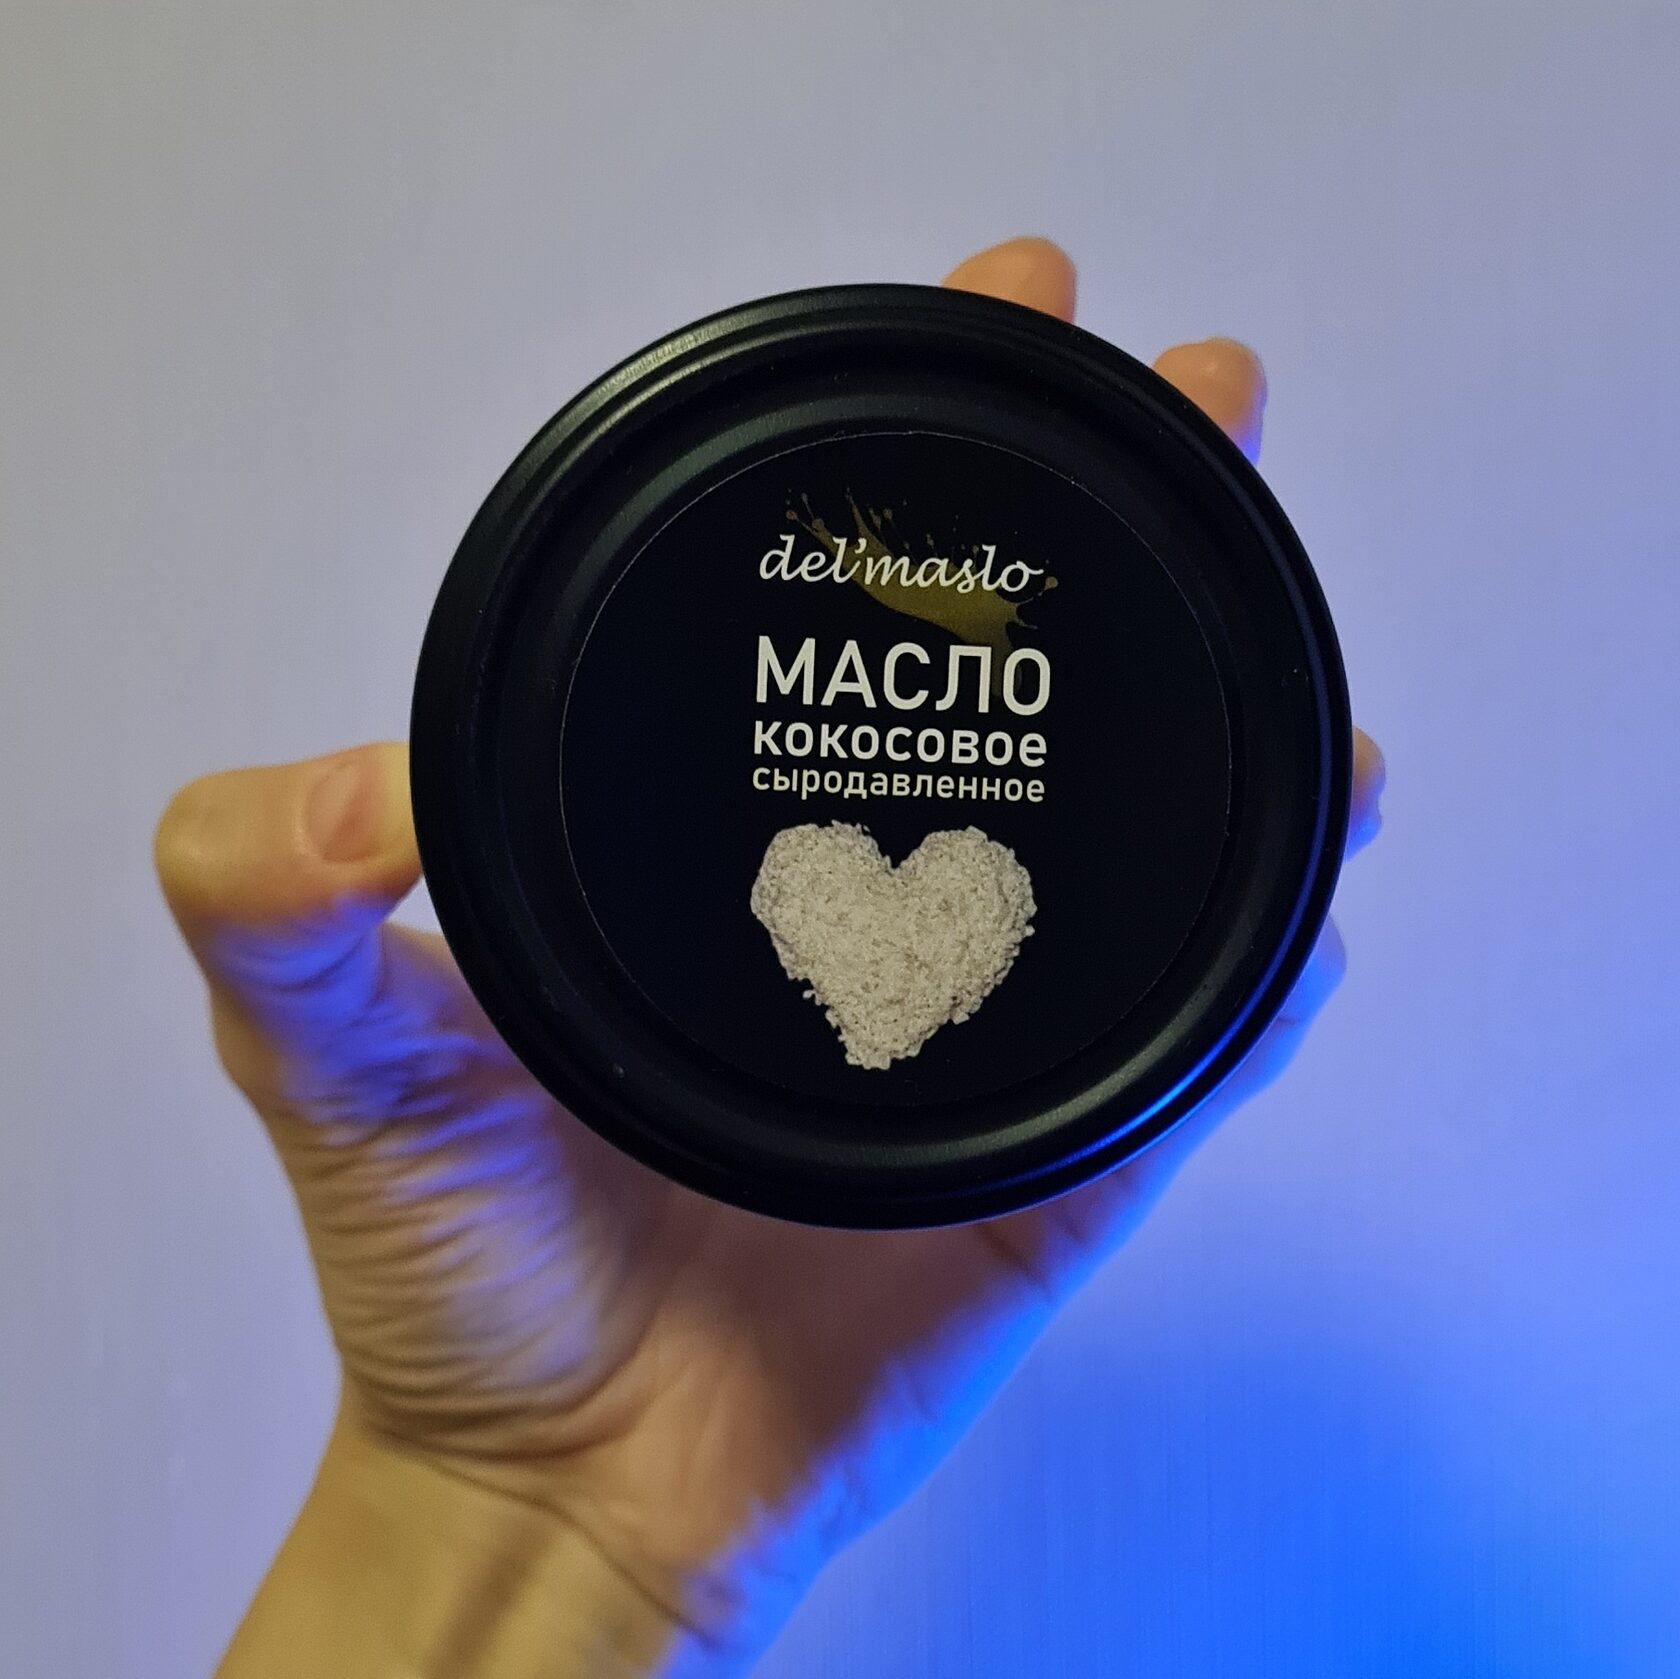 del'maslo
МАСЛО
кокосовое
сыродавленное